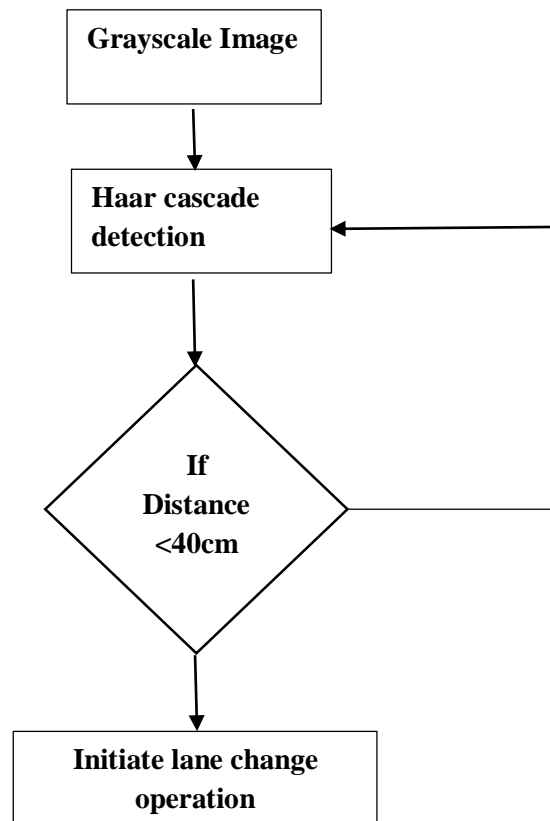 Grayscale Image
Haar cascade
detection
If
Distance
<40cm
Initiate lane change
operation